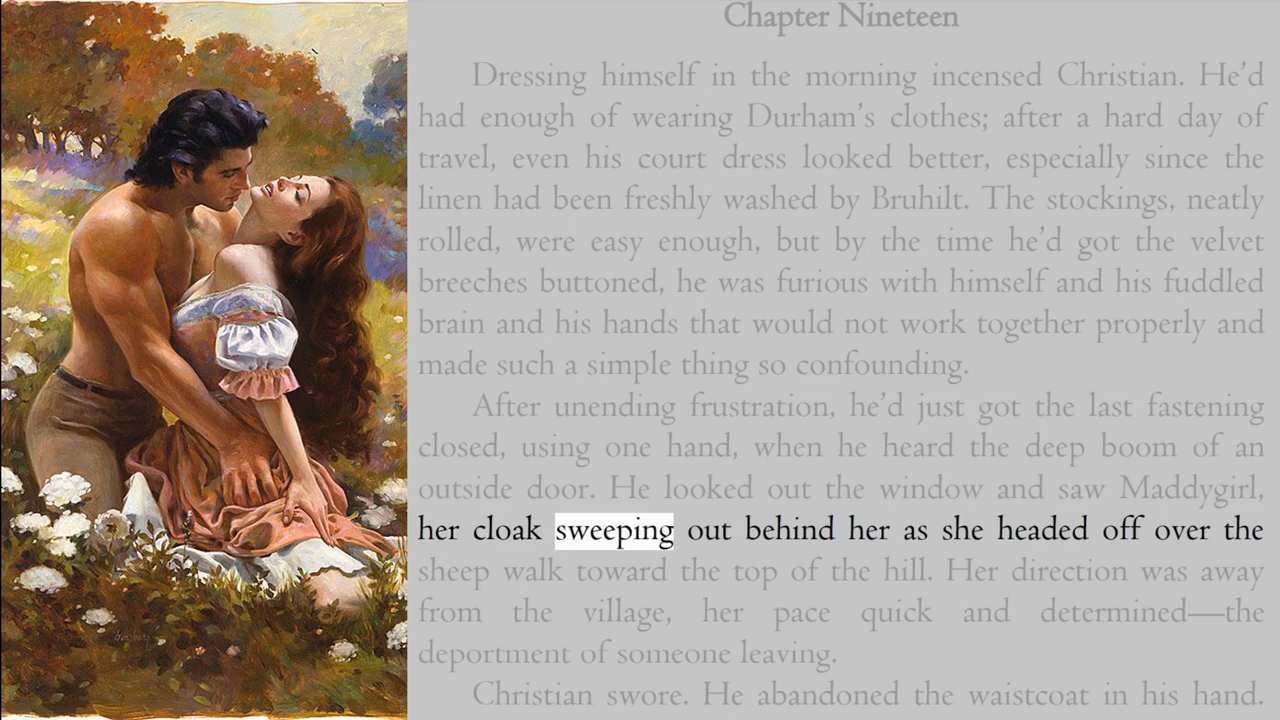 Chapter Nineteen
Dressing himself in the morning incensed Christian. He’d
had enough of wearing Durham’s clothes; after a hard day of
travel, even his court dress looked better, especially since the
linen had been freshly washed by Bruhilt. The stockings, neatly
rolled, were easy enough, but by the time he’d got the velvet
breeches buttoned, he was furious with himself and his fuddled
brain and his hands that would not work together properly and
made such a simple thing so confounding.
After unending frustration, he’d just got the last fastening
closed, using one hand, when he heard the deep boom of an
outside door. He looked out the window and saw Maddygirl,
her cloak sweeping out behind her as she headed off over the
sheep walk toward the top of the hill. Her direction was away
from the village, her pace quick and determined—the
deportment of someone leaving.
Christian swore. He abandoned the waistcoat in his hand.